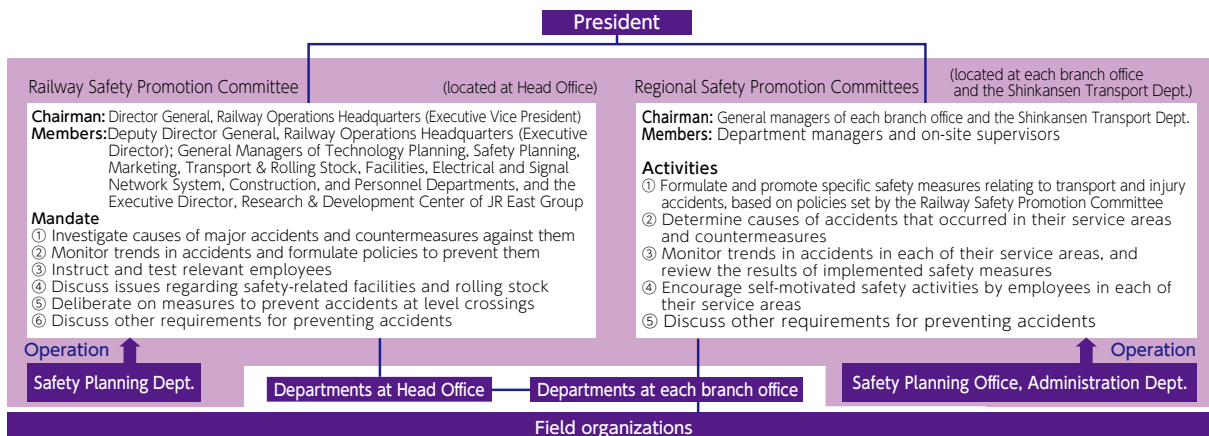 President
Railway Safety Promotion Committee
(located at Head Office)
Chairman: Director General, Railway Operations Headquarters (Executive Vice President)
Members: Deputy Director General, Railway Operations Headquarters (Executive
Director); General Managers of Technology Planning, Safety Planning,
Marketing, Transport & Rolling Stock, Facilities, Electrical and Signal
Network System, Construction, and Personnel Departments, and the
Executive Director, Research & Development Center of JR East Group
Mandate
① Investigate causes of major accidents and countermeasures against them
② Monitor trends in accidents and formulate policies to prevent them
③ Instruct and test relevant employees
④ Discuss issues regarding safety-related facilities and rolling stock
⑤ Deliberate on measures to prevent accidents at level crossings
⑥ Discuss other requirements for preventing accidents
Operation
Safety Planning Dept.
Regional Safety Promotion Committees
(located at each branch office
and the Shinkansen Transport Dept.)
Chairman: General managers of each branch office and the Shinkansen Transport Dept.
Members: Department managers and on-site supervisors
Activities
① Formulate and promote specific safety measures relating to transport and injury
accidents, based on policies set by the Railway Safety Promotion Committee
② Determine causes of accidents that occurred in their service areas
and countermeasures
③ Monitor trends in accidents in each of their service areas, and
review the results of implemented safety measures
④ Encourage self-motivated safety activities by employees in each of
their service areas
⑤ Discuss other requirements for preventing accidents
Operation
Safety Planning Office, Administration Dept.
Departments at Head Office
Departments at each branch office
Field organizations